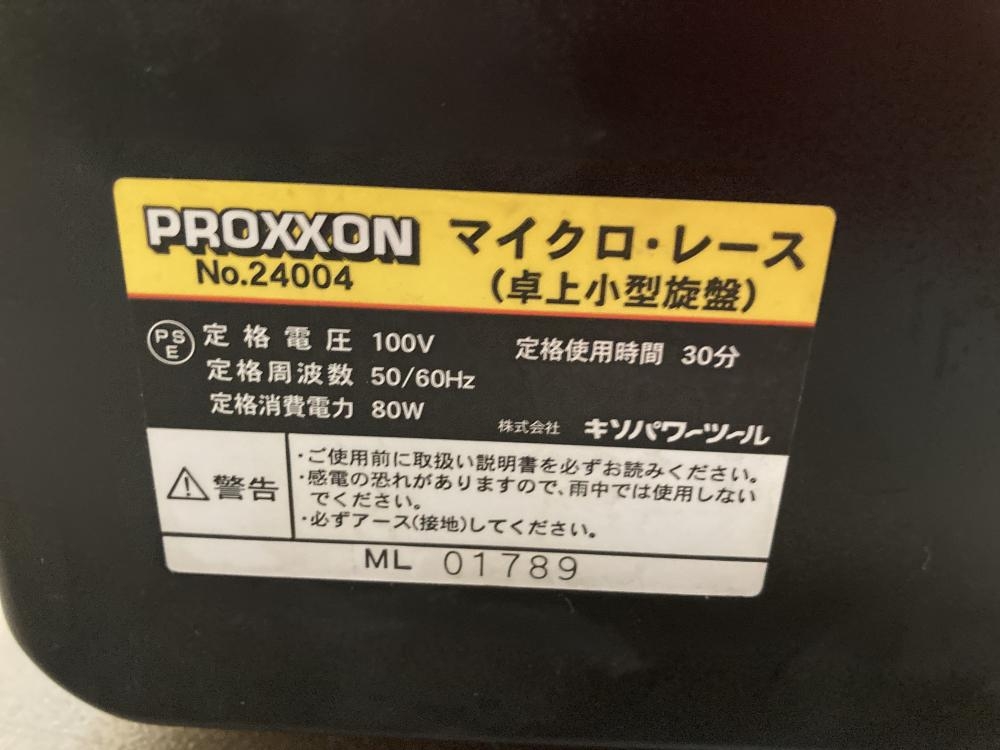 PROXXON マイクロ・レース
No.24004 (卓上小型旋盤)
PS
E
定格電圧 100V 定格使用時間 30分
定格周波数 50/60Hz
定格消費電力 80W
株式会社 キソパワーツール
警告
・ご使用前に取扱い説明書を必ずお読みください。
・感電の恐れがありますので、雨中では使用しない
でください。
・必ずアース(接地)してください。
ML 01789